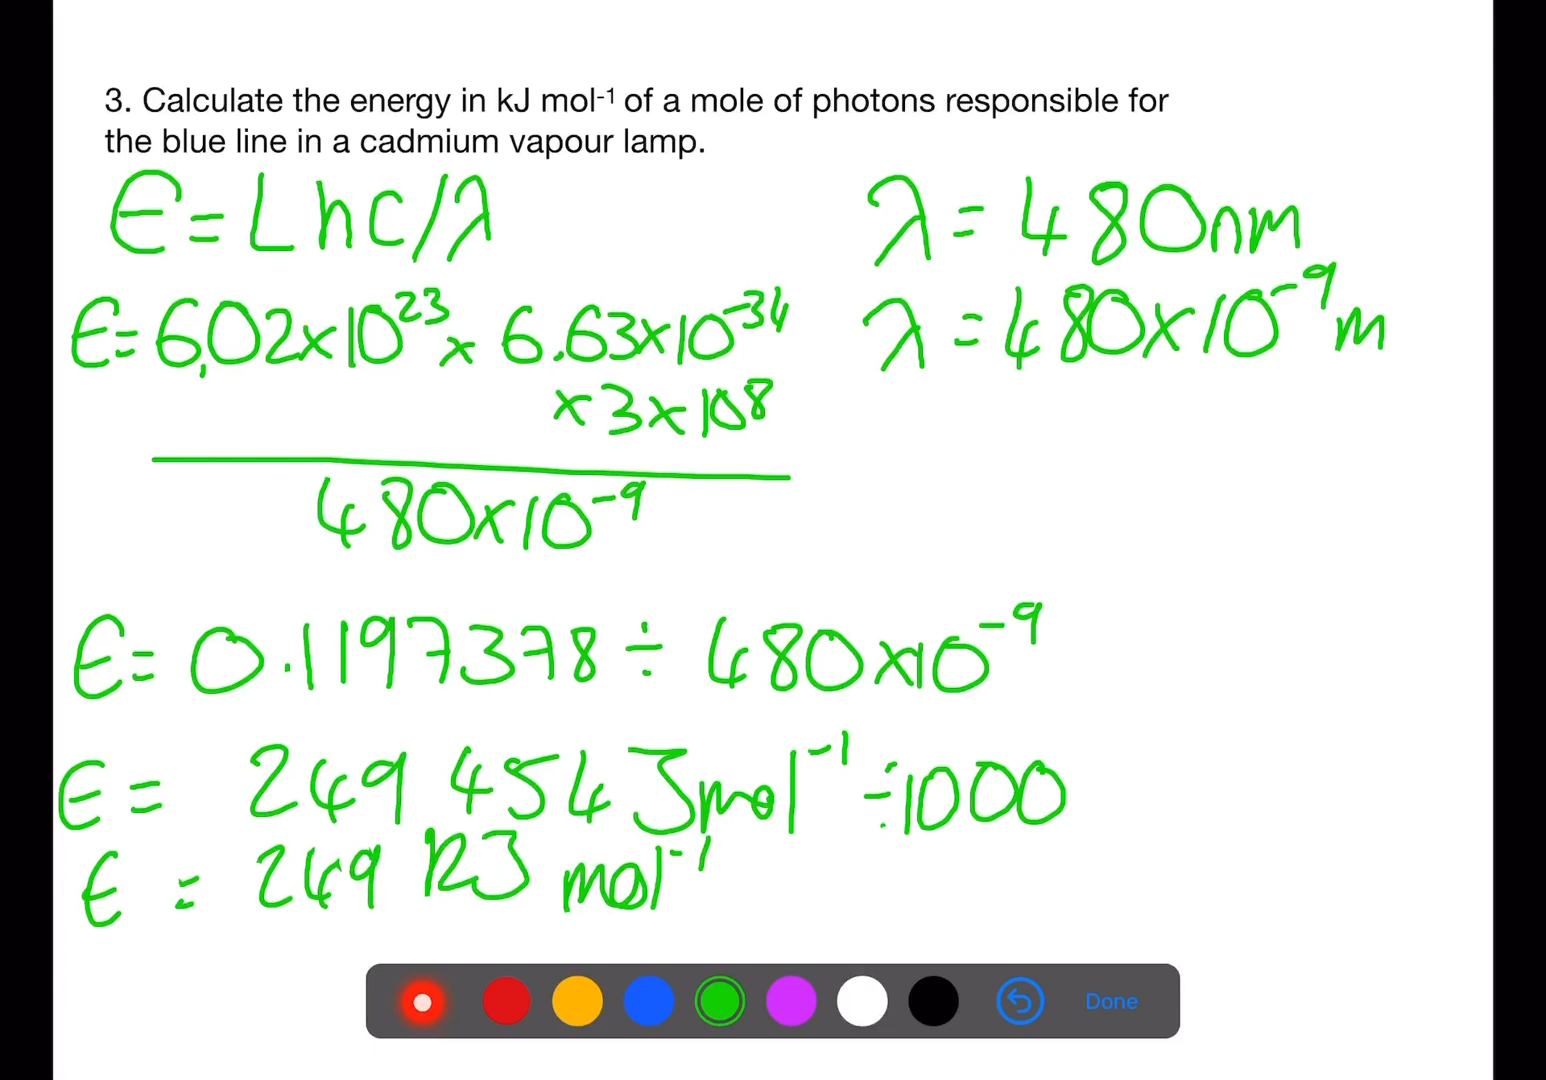 3. Calculate the energy in kJ mol-1 of a mole of photons responsible for
the blue line in a cadmium vapour lamp.
E=Lhc/λ
λ=480nm
E=6.02x10^23 x 6.63x10^-34
x3x10^8
480x10^-9
λ=480x10^-9 m
E=0.1197378÷480x10^-9
E= 249 454 Jmol^-1 ÷1000
E = 249 kJ mol^-1
Done